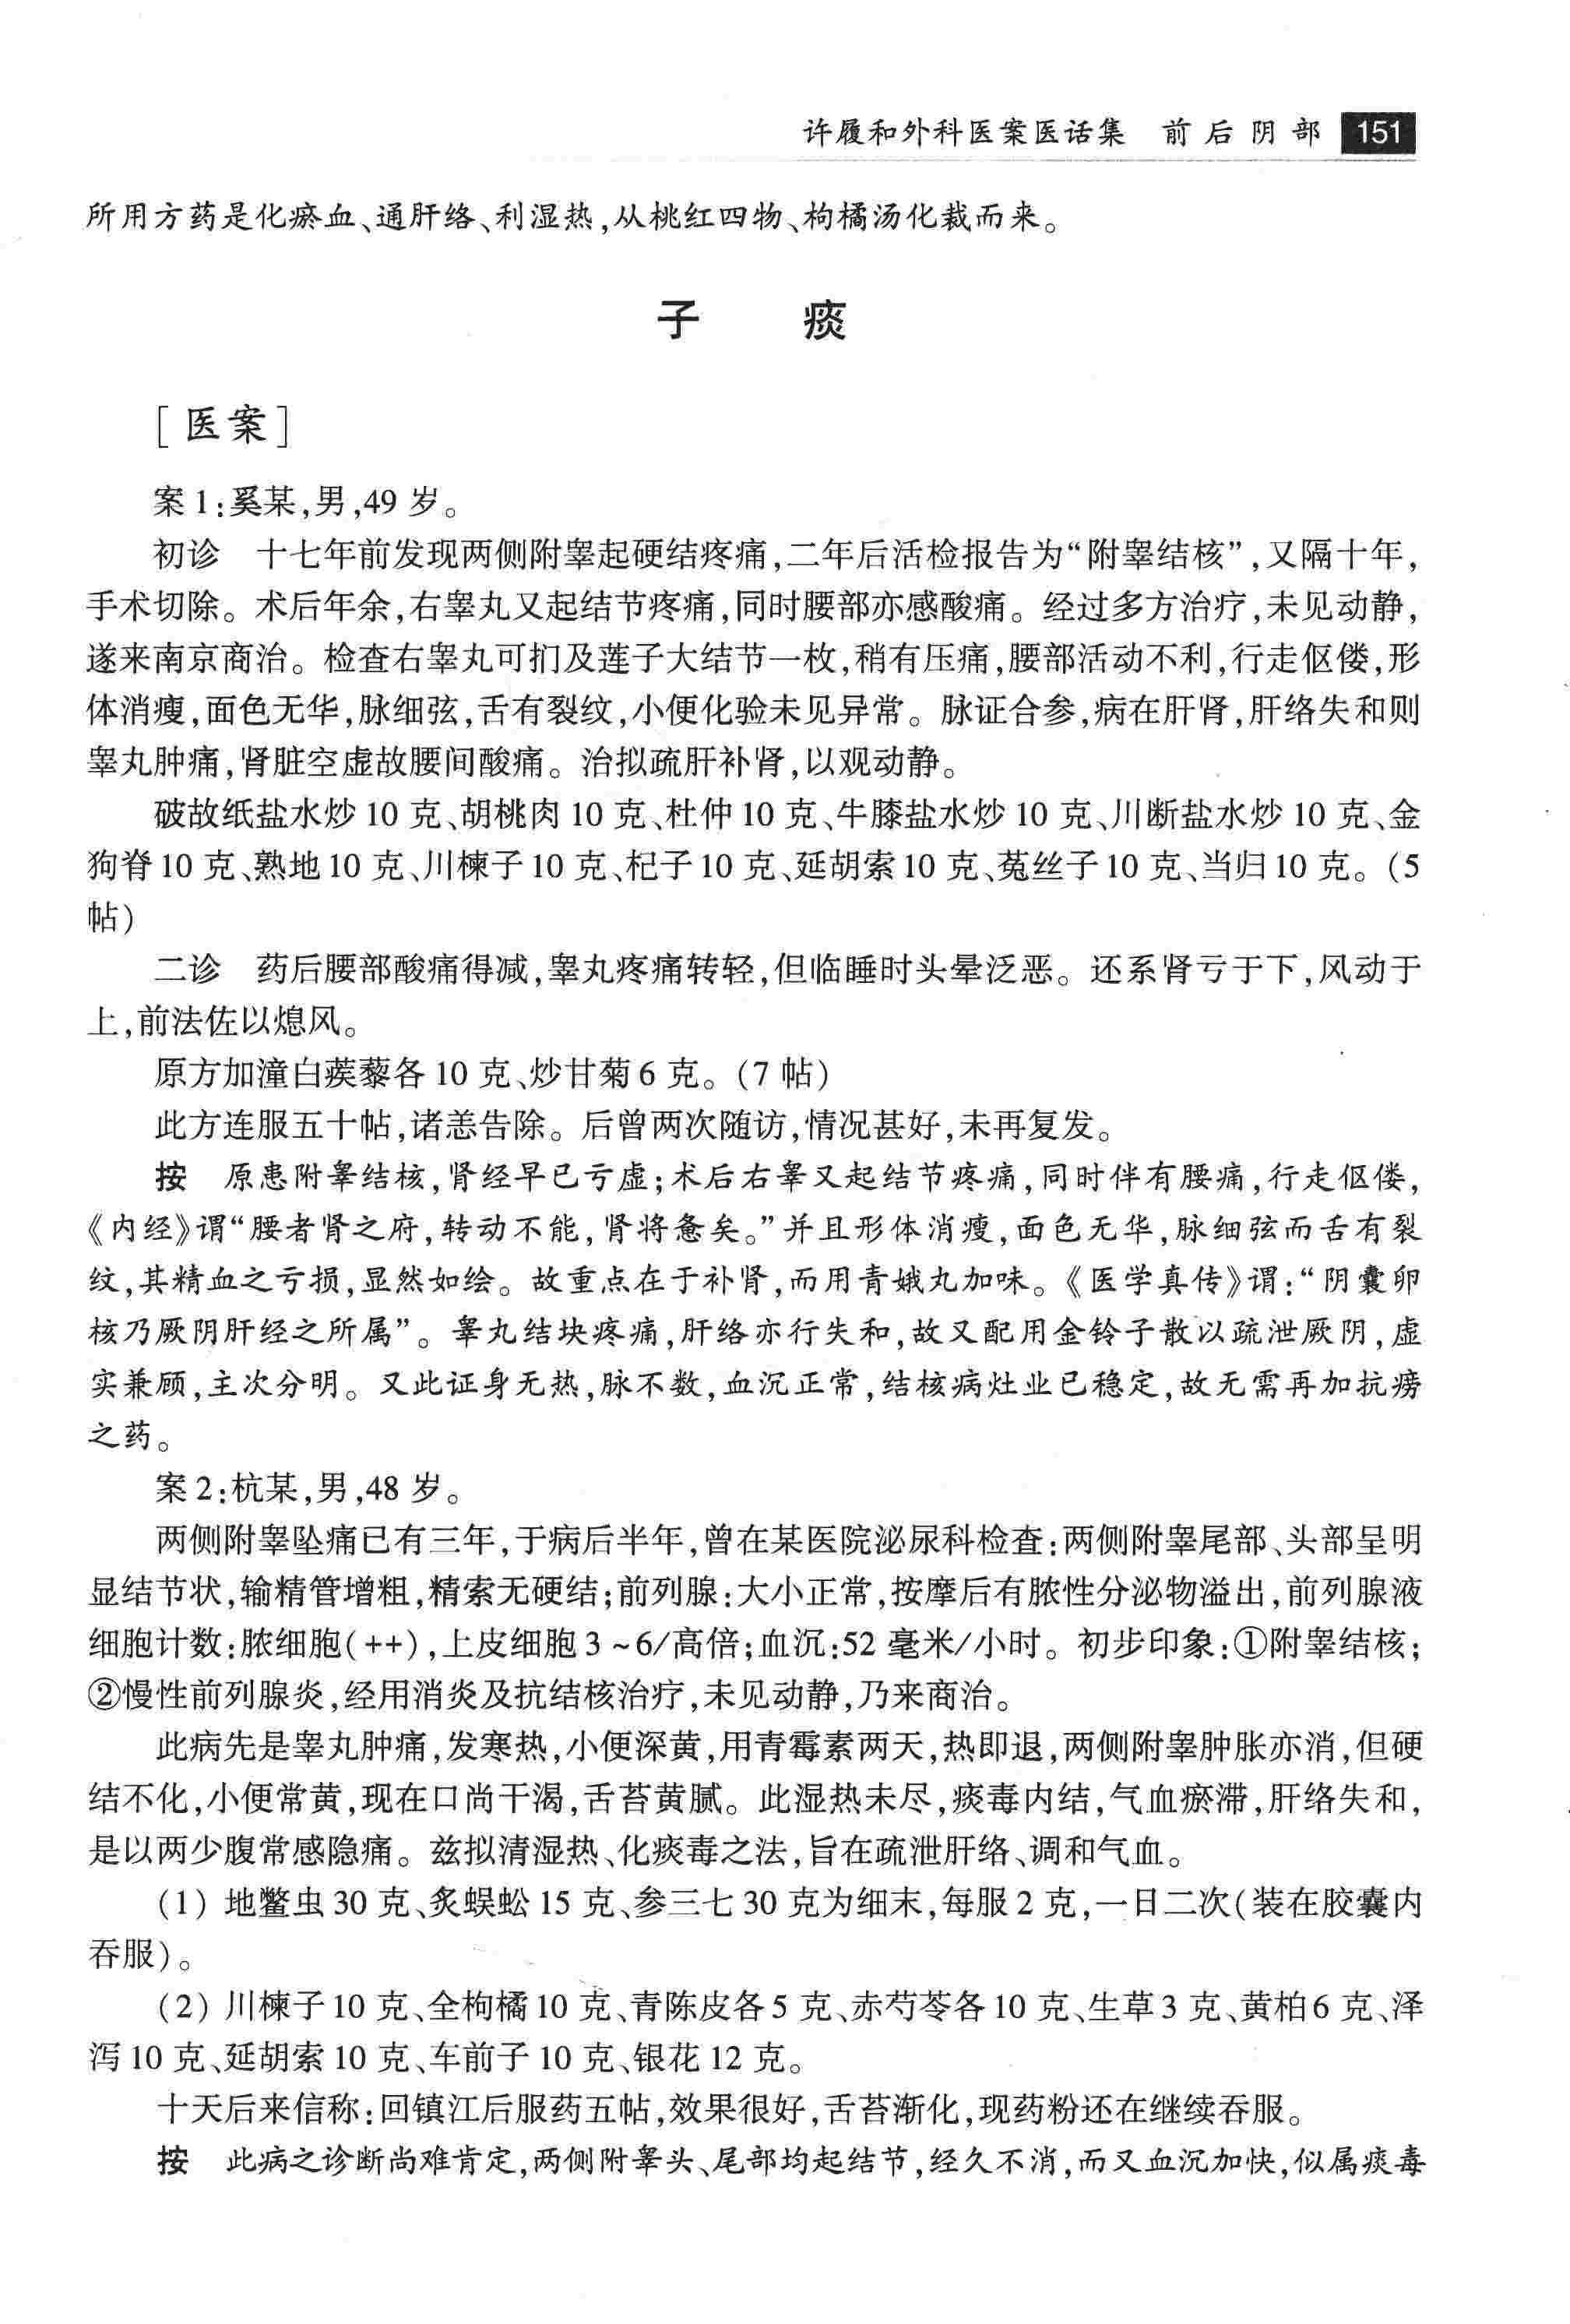 许履和外科医案医话集 前后阴部 151
所用方药是化瘀血、通肝络、利湿热,从桃红四物、枸橘汤化裁而来。
子 痰
[医案]
案1:奚某,男,49岁。
初诊 十七年前发现两侧附睾起硬结疼痛,二年后活检报告为“附睾结核”,又隔十年,
手术切除。术后年余,右睾丸又起结节疼痛,同时腰部亦感酸痛。经过多方治疗,未见动静,
遂来南京商治。检查右睾丸可扪及莲子大结节一枚,稍有压痛,腰部活动不利,行走伛偻,形
体消瘦,面色无华,脉细弦,舌有裂纹,小便化验未见异常。脉证合参,病在肝肾,肝络失和则
睾丸肿痛,肾脏空虚故腰间酸痛。治拟疏肝补肾,以观动静。
破故纸盐水炒10克、胡桃肉10克、杜仲10克、牛膝盐水炒10克、川断盐水炒10克、金
狗脊10克、熟地10克、川楝子10克、杞子10克、延胡索10克、菟丝子10克、当归10克。(5
帖)
二诊 药后腰部酸痛得减,睾丸疼痛转轻,但临睡时头晕泛恶。还系肾亏于下,风动于
上,前法佐以熄风。
原方加潼白蒺藜各10克、炒甘菊6克。(7帖)
此方连服五十帖,诸恙告除。后曾两次随访,情况甚好,未再复发。
按 原患附睾结核,肾经早已亏虚;术后右睾又起结节疼痛,同时伴有腰痛,行走伛偻,
《内经》谓“腰者肾之府,转动不能,肾将惫矣。”并且形体消瘦,面色无华,脉细弦而舌有裂
纹,其精血之亏损,显然如绘。故重点在于补肾,而用青娥丸加味。《医学真传》谓:“阴囊卵
核乃厥阴肝经之所属”。睾丸结块疼痛,肝络亦行失和,故又配用金铃子散以疏泄厥阴,虚
实兼顾,主次分明。又此证身无热,脉不数,血沉正常,结核病灶业已稳定,故无需再加抗痨
之药。
案2:杭某,男,48岁。
两侧附睾坠痛已有三年,于病后半年,曾在某医院泌尿科检查:两侧附睾尾部、头部呈明
显结节状,输精管增粗,精索无硬结;前列腺:大小正常,按摩后有脓性分泌物溢出,前列腺液
细胞计数:脓细胞(++),上皮细胞3~6/高倍;血沉:52毫米/小时。初步印象:①附睾结核;
②慢性前列腺炎,经用消炎及抗结核治疗,未见动静,乃来商治。
此病先是睾丸肿痛,发寒热,小便深黄,用青霉素两天,热即退,两侧附睾肿胀亦消,但硬
结不化,小便常黄,现在口尚干渴,舌苔黄腻。此湿热未尽,痰毒内结,气血瘀滞,肝络失和,
是以两少腹常感隐痛。兹拟清湿热、化痰毒之法,旨在疏泄肝络、调和气血。
(1)地鳖虫30克、炙蜈蚣15克、参三七30克为细末,每服2克,一日二次(装在胶囊内
吞服)。
(2)川楝子10克、全枸橘10克、青陈皮各5克、赤芍苓各10克、生草3克、黄柏6克、泽
泻10克、延胡索10克、车前子10克、银花12克。
十天后来信称:回镇江后服药五帖,效果很好,舌苔渐化,现药粉还在继续吞服。
按 此病之诊断尚难肯定,两侧附睾头、尾部均起结节,经久不消,而又血沉加快,似属痰毒